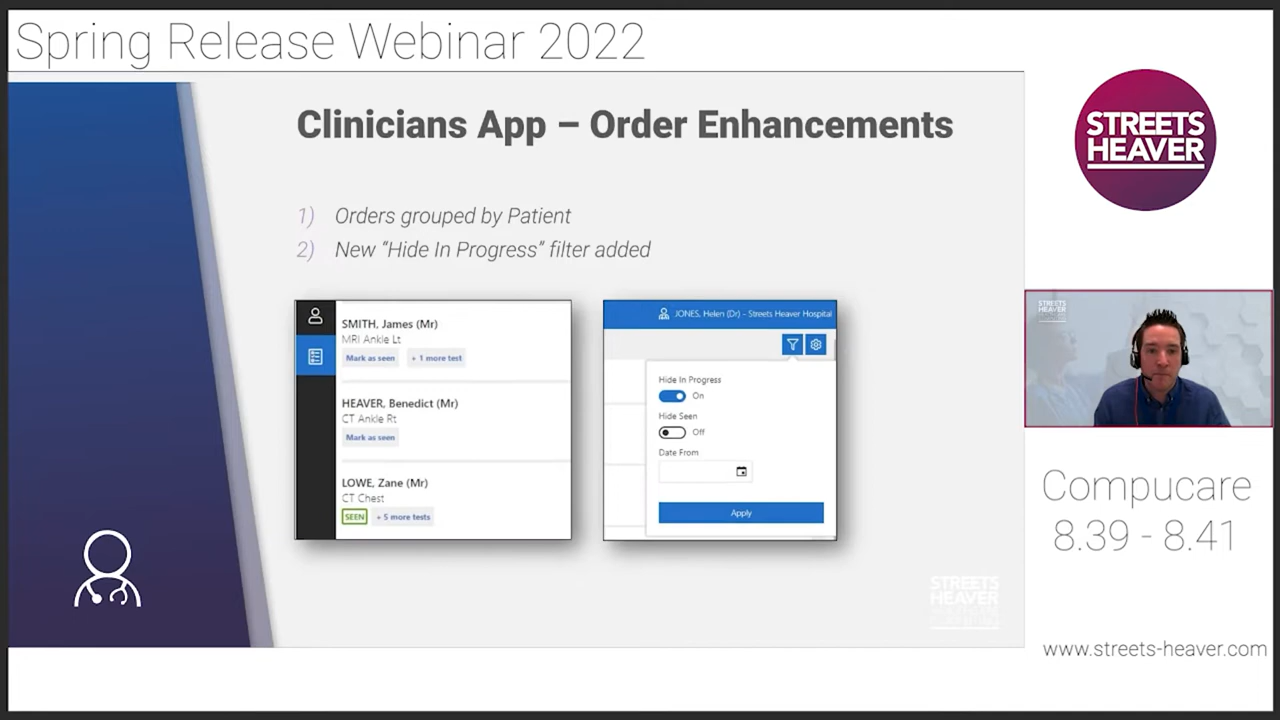 Spring Release Webinar 2022
Clinicians App – Order Enhancements
1) Orders grouped by Patient
2) New “Hide In Progress” filter added
SMITH, James (Mr)
MRI Ankle Lt
Mark as seen + 1 more test
HEAVER, Benedict (Mr)
CT Ankle Rt
Mark as seen
LOWE, Zane (Mr)
CT Chest
SEEN + 5 more tests
JONES, Helen (Dr) - Streets Heaver Hospital
Hide In Progress
On
Hide Seen
Off
Date From
Apply
STREETS
HEAVER
STREETS
HEAVER
STREETS
HEAVER
Compucare
8.39 - 8.41
www.streets-heaver.com